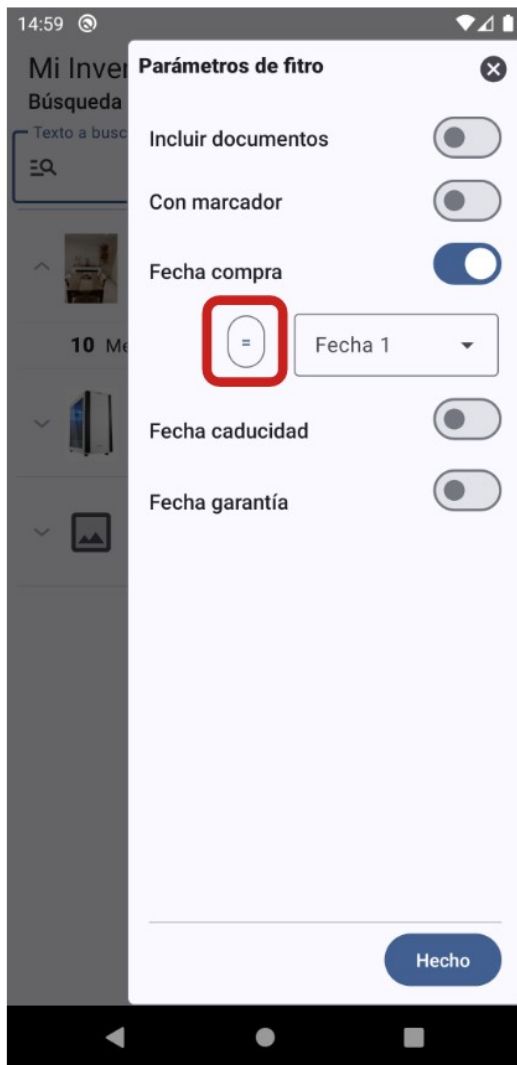 14:59
Mi Inver
Parámetros de fitro
Búsqueda
Texto a busc
Incluir documentos
Con marcador
Fecha compra
=
Fecha 1
10 Me
Fecha caducidad
Fecha garantía
Hecho